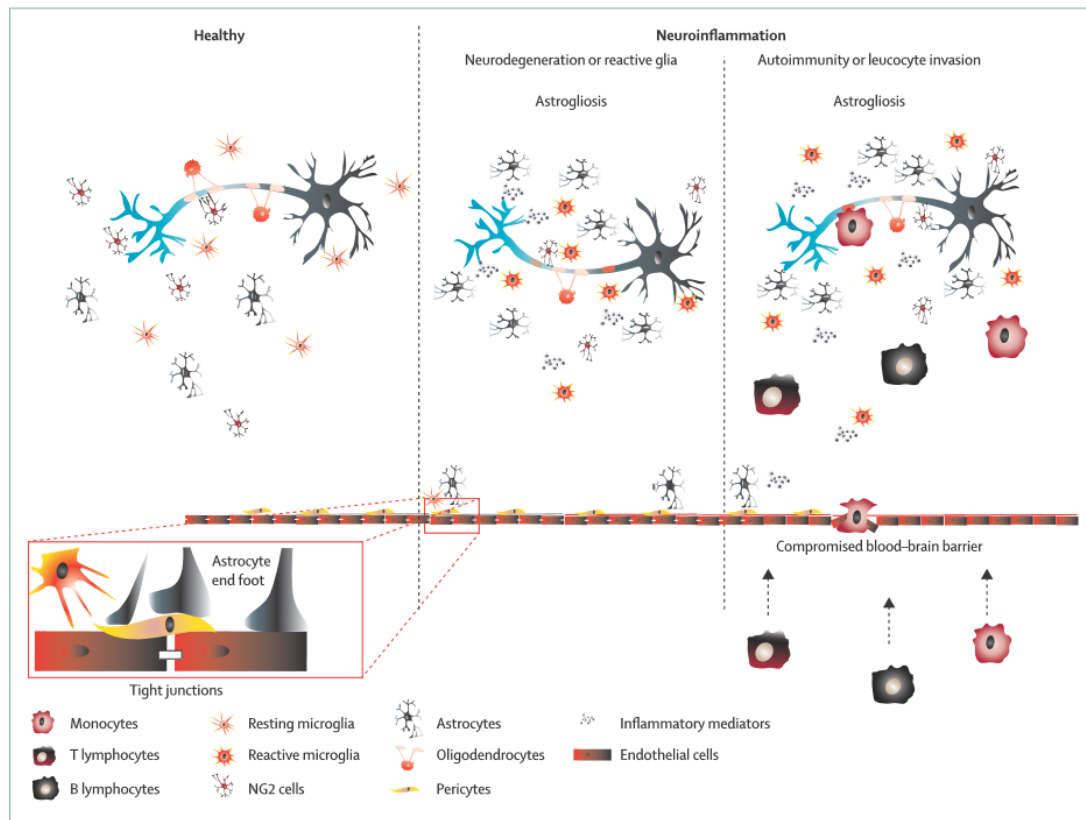 Healthy
Neuroinflammation
Neurodegeneration or reactive glia
Autoimmunity or leucocyte invasion
Astrogliosis
Astrogliosis
Compromised blood–brain barrier
Astrocyte
end foot
Tight junctions
Monocytes
Resting microglia
Astrocytes
Inflammatory mediators
T lymphocytes
Reactive microglia
Oligodendrocytes
Endothelial cells
B lymphocytes
NG2 cells
Pericytes